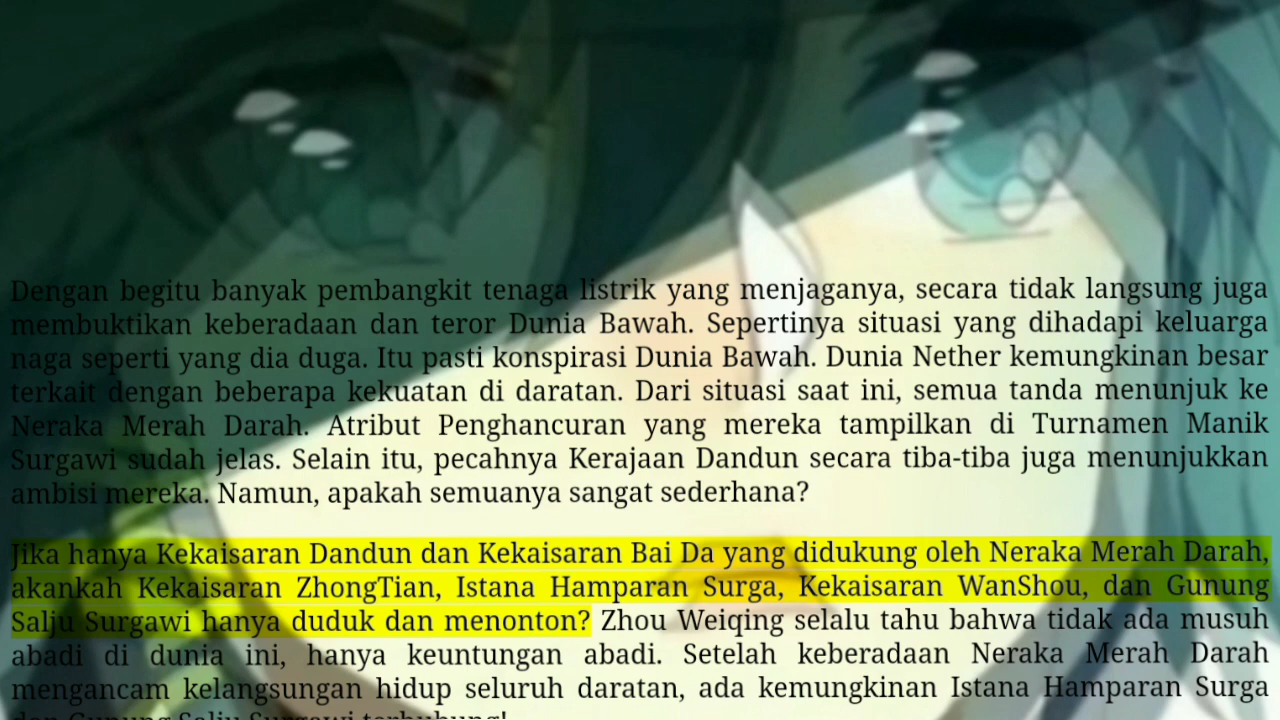 Dengan begitu banyak pembangkit tenaga listrik yang menjaganya, secara tidak langsung juga
membuktikan keberadaan dan teror Dunia Bawah. Sepertinya situasi yang dihadapi keluarga
naga seperti yang dia duga. Itu pasti konspirasi Dunia Bawah. Dunia Nether kemungkinan besar
terkait dengan beberapa kekuatan di daratan. Dari situasi saat ini, semua tanda menunjuk ke
Neraka Merah Darah. Atribut Penghancuran yang mereka tampilkan di Turnamen Manik
Surgawi sudah jelas. Selain itu, pecahnya Kerajaan Dandun secara tiba-tiba juga menunjukkan
ambisi mereka. Namun, apakah semuanya sangat sederhana?
Jika hanya Kekaisaran Dandun dan Kekaisaran Bai Da yang didukung oleh Neraka Merah Darah,
akankah Kekaisaran ZhongTian, Istana Hamparan Surga, Kekaisaran WanShou, dan Gunung
Salju Surgawi hanya duduk dan menonton? Zhou Weiqing selalu tahu bahwa tidak ada musuh
abadi di dunia ini, hanya keuntungan abadi. Setelah keberadaan Neraka Merah Darah
mengancam kelangsungan hidup seluruh daratan, ada kemungkinan Istana Hamparan Surga
dan Gunung Salju Surgawi terhubung!